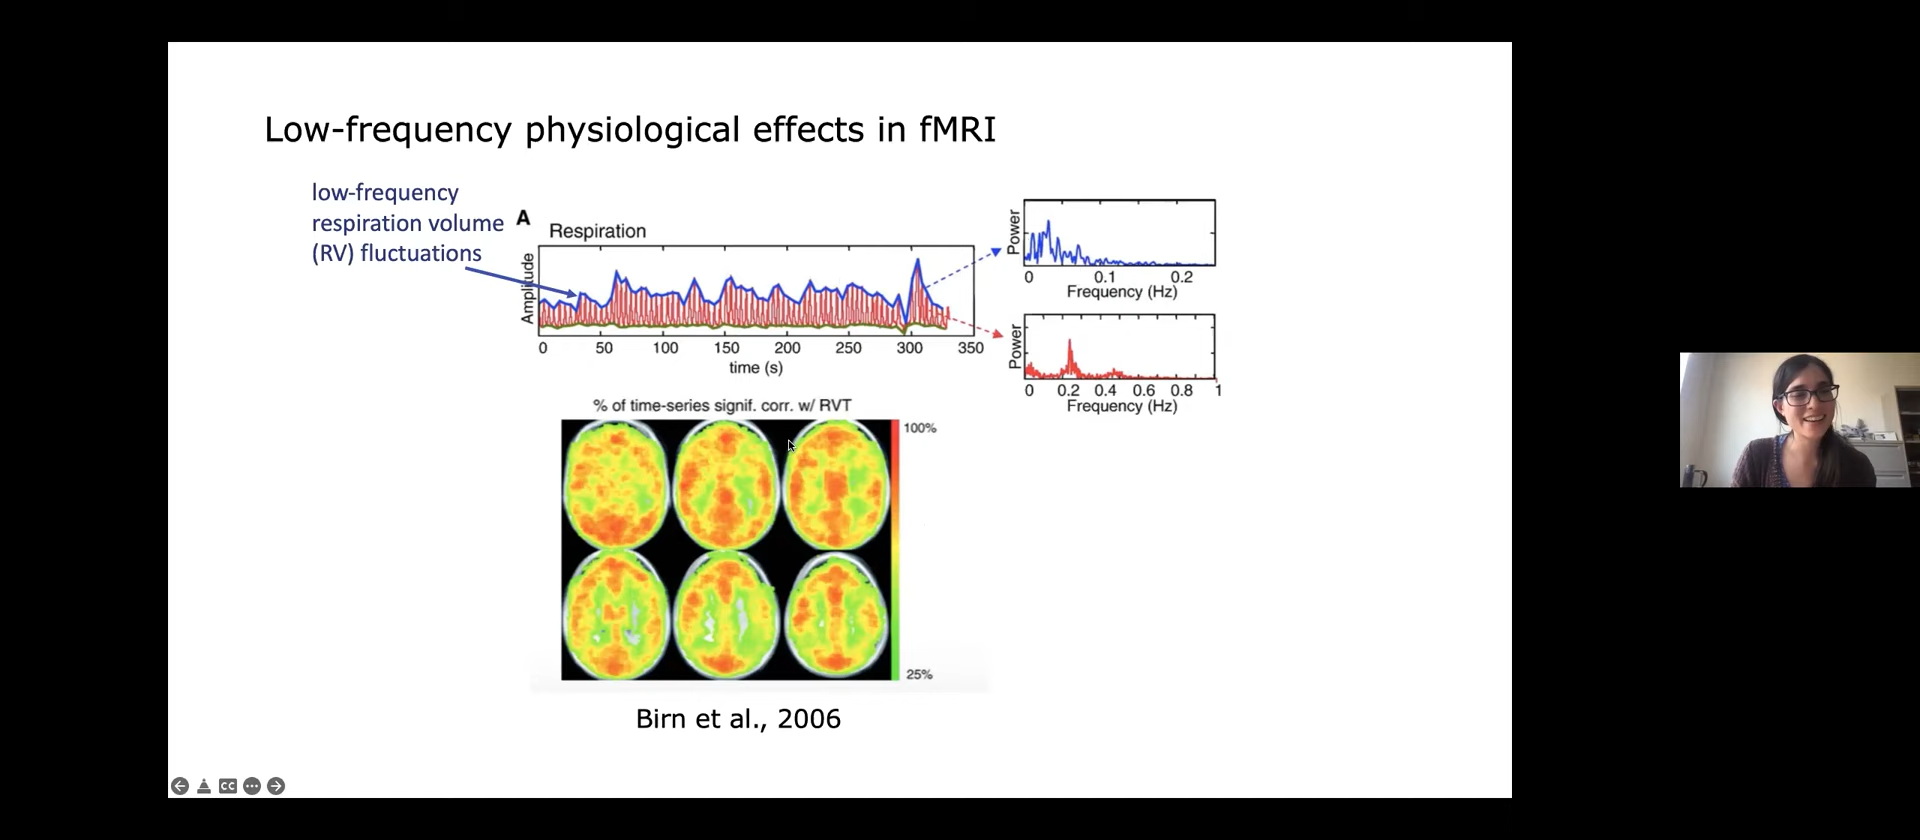 Low-frequency physiological effects in fMRI
low-frequency
respiration volume
(RV) fluctuations
A
Respiration
Amplitude
0 50 100 150 200 250 300 350
time (s)
Power
0 0.1 0.2
Frequency (Hz)
Power
0 0.2 0.4 0.6 0.8 1
Frequency (Hz)
% of time-series signif. corr. w/ RVT
100%
25%
Birn et al., 2006
CC